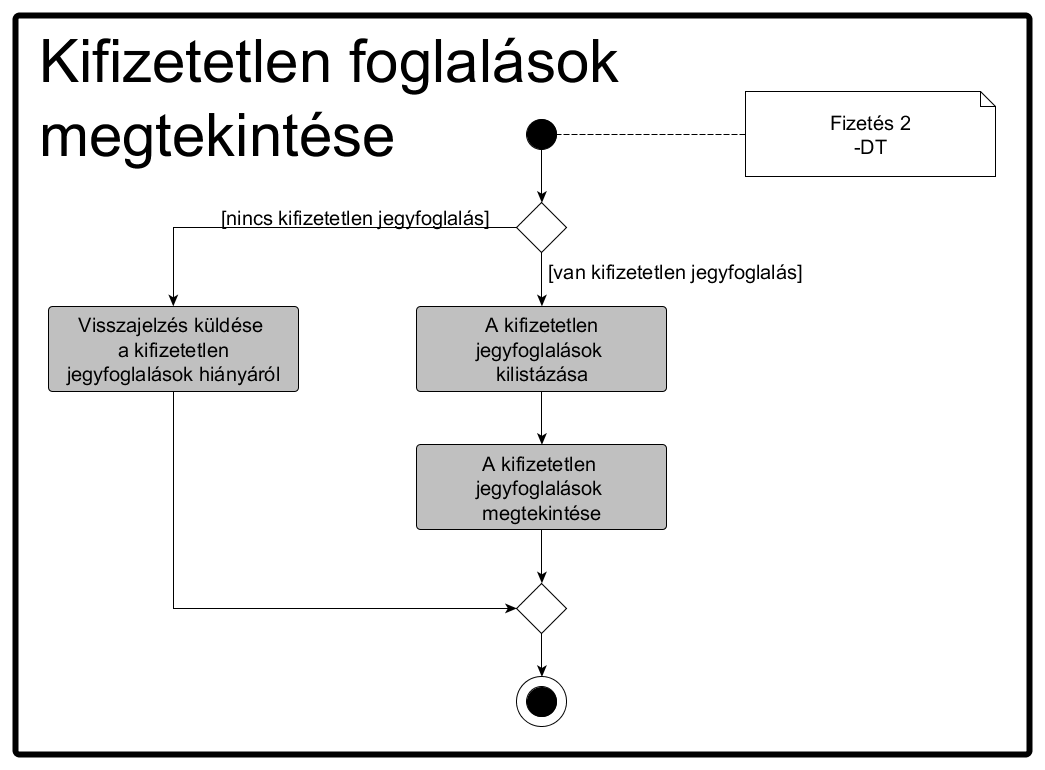 Kifizetetlen foglalások
megtekintése
Fizetés 2
-DT
[nincs kifizetetlen jegyfoglalás]
[van kifizetetlen jegyfoglalás]
Visszajelzés küldése
a kifizetetlen
jegyfoglalások hiányáról
A kifizetetlen
jegyfoglalások
kilistázása
A kifizetetlen
jegyfoglalások
megtekintése